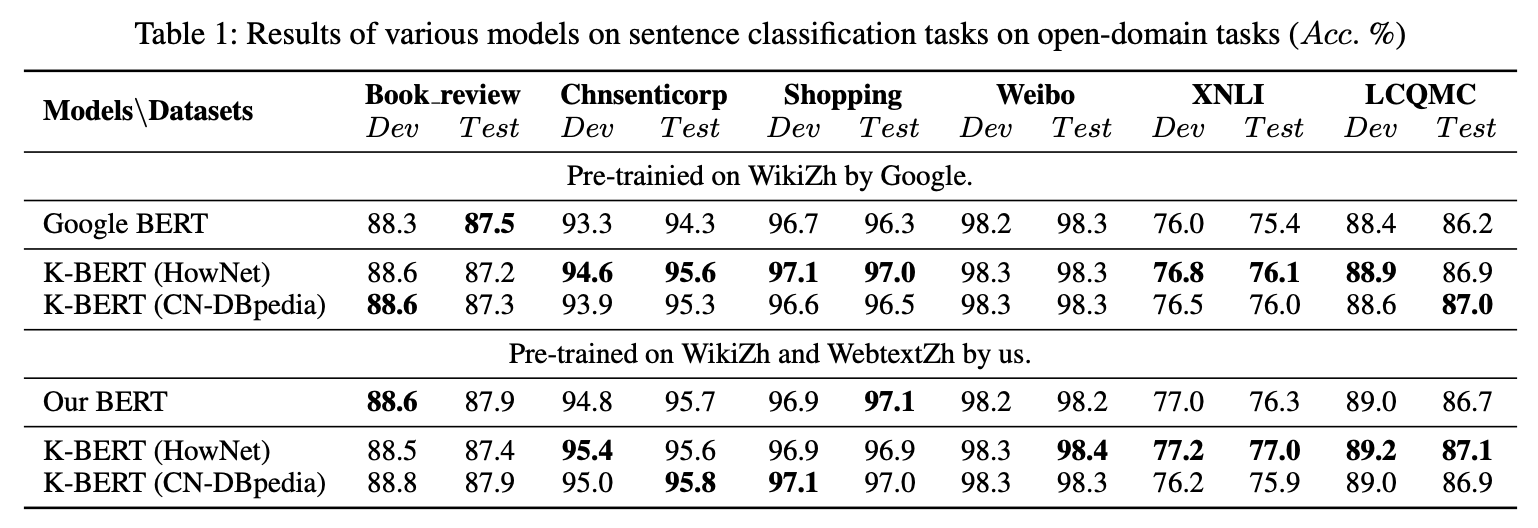 Table 1: Results of various models on sentence classification tasks on open-domain tasks (Acc. %)
Models\Datasets Book_review Chnsenticorp Shopping Weibo XNLI LCQMC
Dev Test Dev Test Dev Test Dev Test Dev Test Dev Test
Pre-trainied on WikiZh by Google.
Google BERT 88.3 87.5 93.3 94.3 96.7 96.3 98.2 98.3 76.0 75.4 88.4 86.2
K-BERT (HowNet) 88.6 87.2 94.6 95.6 97.1 97.0 98.3 98.3 76.8 76.1 88.9 86.9
K-BERT (CN-DBpedia) 88.6 87.3 93.9 95.3 96.6 96.5 98.3 98.3 76.5 76.0 88.6 87.0
Pre-trained on WikiZh and WebtextZh by us.
Our BERT 88.6 87.9 94.8 95.7 96.9 97.1 98.2 98.2 77.0 76.3 89.0 86.7
K-BERT (HowNet) 88.5 87.4 95.4 95.6 96.9 96.9 98.3 98.4 77.2 77.0 89.2 87.1
K-BERT (CN-DBpedia) 88.8 87.9 95.0 95.8 97.1 97.0 98.3 98.3 76.2 75.9 89.0 86.9